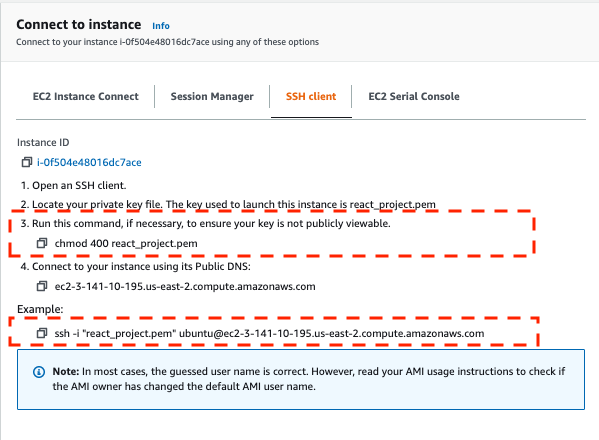 Connect to instance Info
Connect to your instance i-0f504e48016dc7ace using any of these options
EC2 Instance Connect Session Manager SSH client EC2 Serial Console
Instance ID
i-0f504e48016dc7ace
1. Open an SSH client.
2. Locate your private key file. The key used to launch this instance is react_project.pem
3. Run this command, if necessary, to ensure your key is not publicly viewable.
chmod 400 react_project.pem
4. Connect to your instance using its Public DNS:
ec2-3-141-10-195.us-east-2.compute.amazonaws.com
Example:
ssh -i "react_project.pem" ubuntu@ec2-3-141-10-195.us-east-2.compute.amazonaws.com
Note: In most cases, the guessed user name is correct. However, read your AMI usage instructions to check if
the AMI owner has changed the default AMI user name.